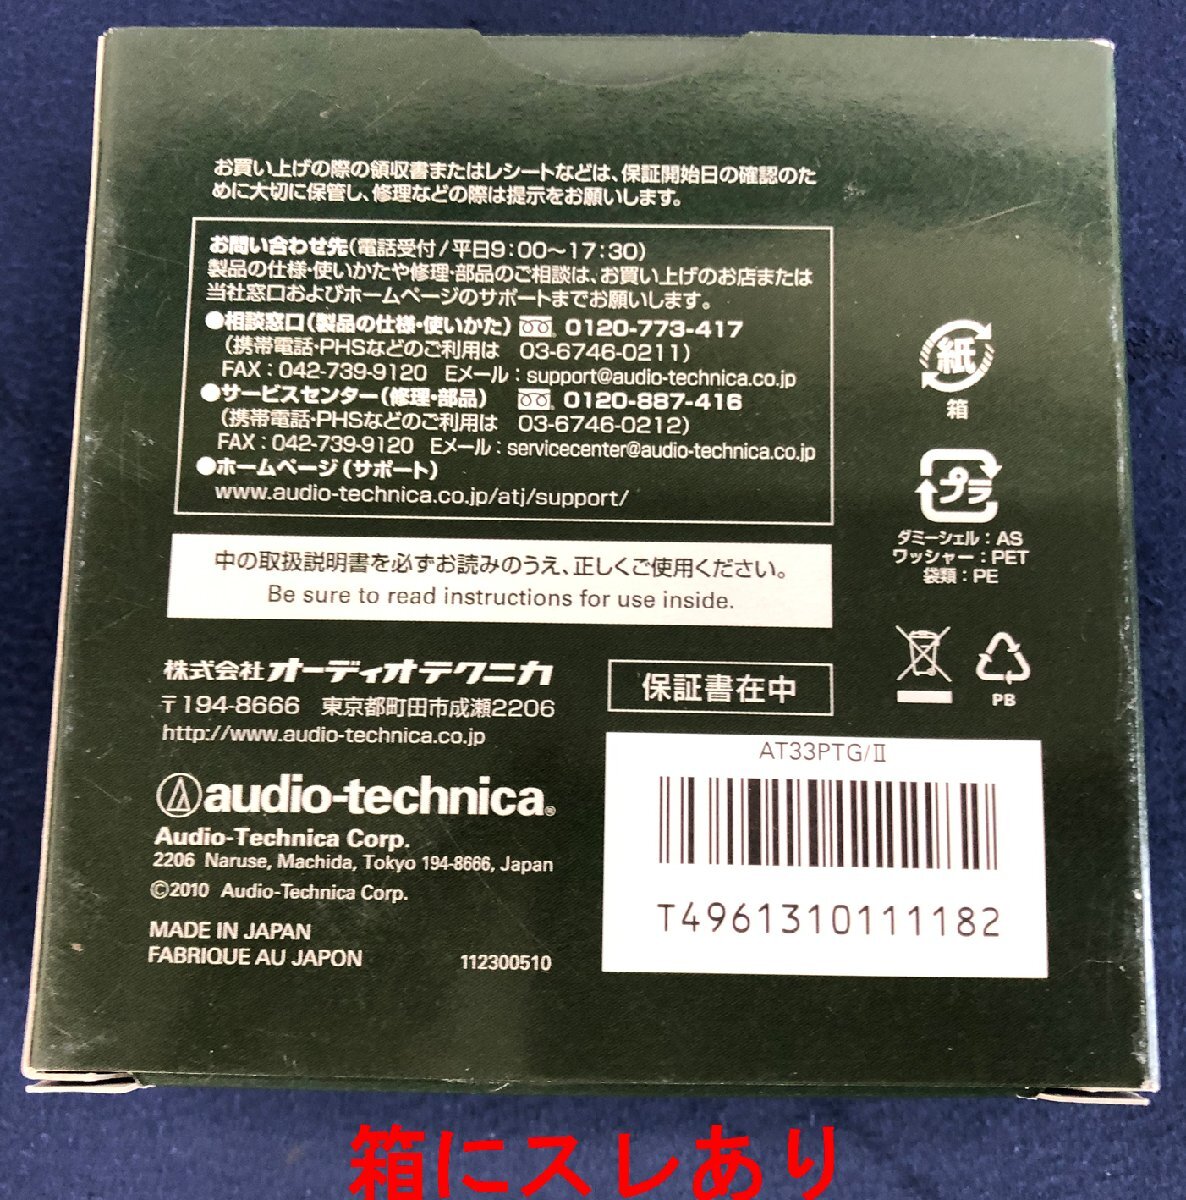 お買い上げの際の領収書またはレシートなどは、保証開始日の確認のた
めに大切に保管し、修理などの際は提示をお願いします。
お問い合わせ先(電話受付/平日9:00〜17:30)
製品の仕様・使いかたや修理・部品のご相談は、お買い上げのお店または
当社窓口およびホームページのサポートまでお願いします。
●相談窓口(製品の仕様・使いかた) 0120-773-417
(携帯電話・PHSなどのご利用は 03-6746-0211)
FAX:042-739-9120 Eメール:support@audio-technica.co.jp
●サービスセンター(修理・部品) 0120-887-416
(携帯電話・PHSなどのご利用は 03-6746-0212)
FAX:042-739-9120 Eメール:servicecenter@audio-technica.co.jp
●ホームページ(サポート)
www.audio-technica.co.jp/atj/support/
紙
箱
プラ
ダミーシェル:AS
ワッシャー:PET
袋類:PE
中の取扱説明書を必ずお読みのうえ、正しくご使用ください。
Be sure to read instructions for use inside.
株式会社オーディオテクニカ
〒194-8666 東京都町田市成瀬2206
http://www.audio-technica.co.jp
保証書在中
PB
audio-technica®
Audio-Technica Corp.
2206 Naruse, Machida, Tokyo 194-8666, Japan
©2010 Audio-Technica Corp.
MADE IN JAPAN
FABRIQUE AU JAPON
112300510
AT33PTG/Ⅱ
T4961310111182
箱にスレあり